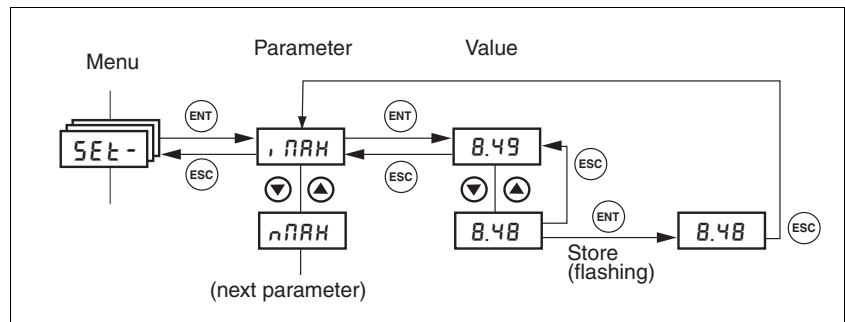 Parameter
Value
Menu
ENT
ENT
SEt-
iMAX
8.49
ESC
ESC
ESC
ENT
nMAX
8.48
8.48
ESC
Store
(flashing)
(next parameter)